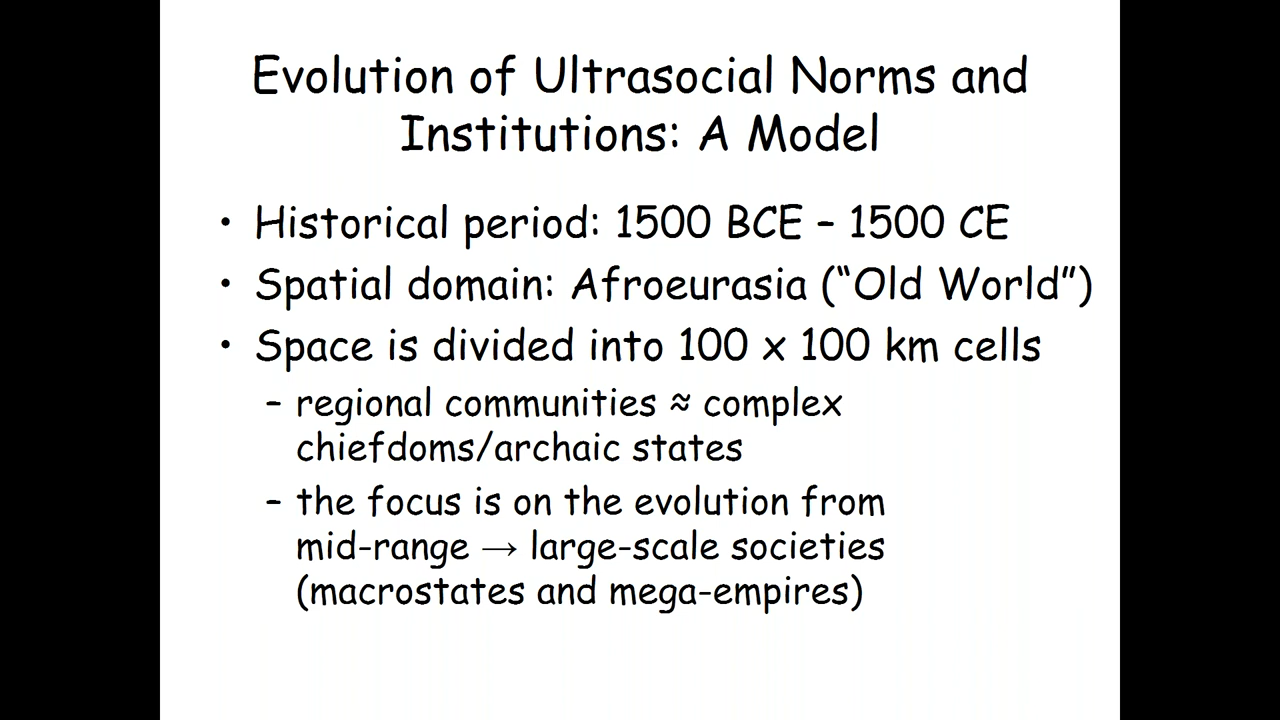 Evolution of Ultrasocial Norms and
Institutions: A Model
• Historical period: 1500 BCE – 1500 CE
• Spatial domain: Afroeurasia (“Old World”)
• Space is divided into 100 x 100 km cells
– regional communities ≈ complex
chiefdoms/archaic states
– the focus is on the evolution from
mid-range → large-scale societies
(macrostates and mega-empires)